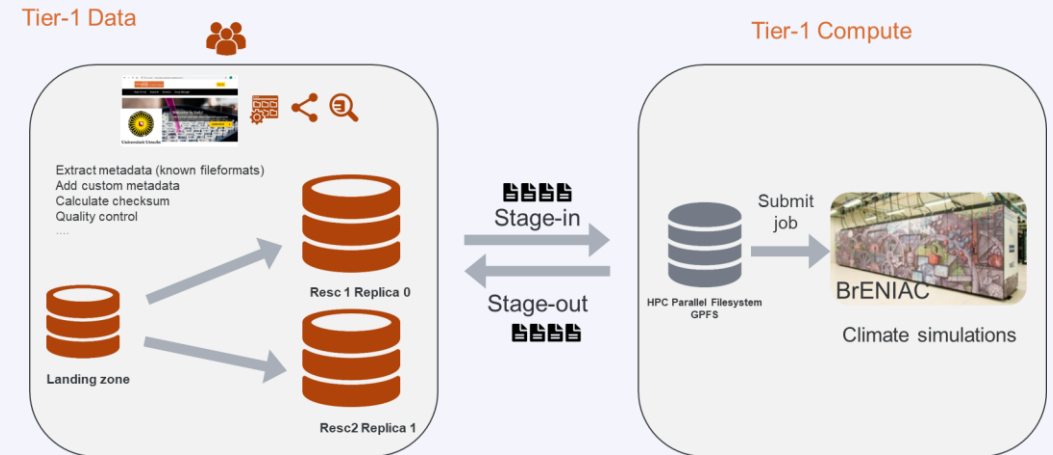 Tier-1 Data
Tier-1 Compute
Universiteit Utrecht
Extract metadata (known fileformats)
Add custom metadata
Calculate checksum
Quality control
....
Landing zone
Resc 1 Replica 0
Resc2 Replica 1
Stage-in
Stage-out
HPC Parallel Filesystem
GPFS
Submit
job
BrENIAC
Climate simulations